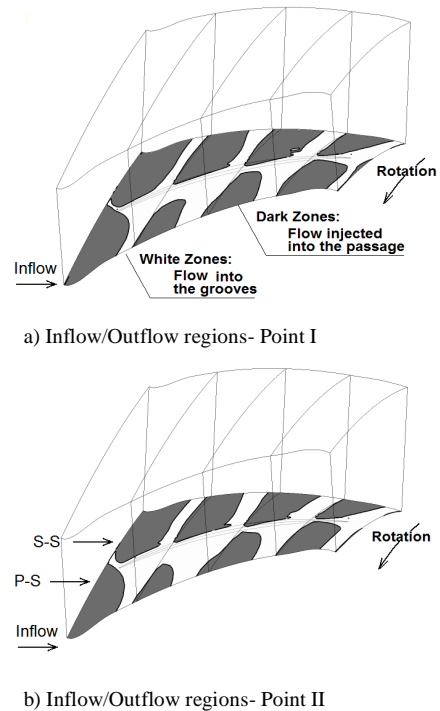 Rotation
Dark Zones:
Flow injected
into the passage
White Zones:
Flow into
the grooves
Inflow
a) Inflow/Outflow regions- Point I
S-S
Rotation
P-S
Inflow
b) Inflow/Outflow regions- Point II